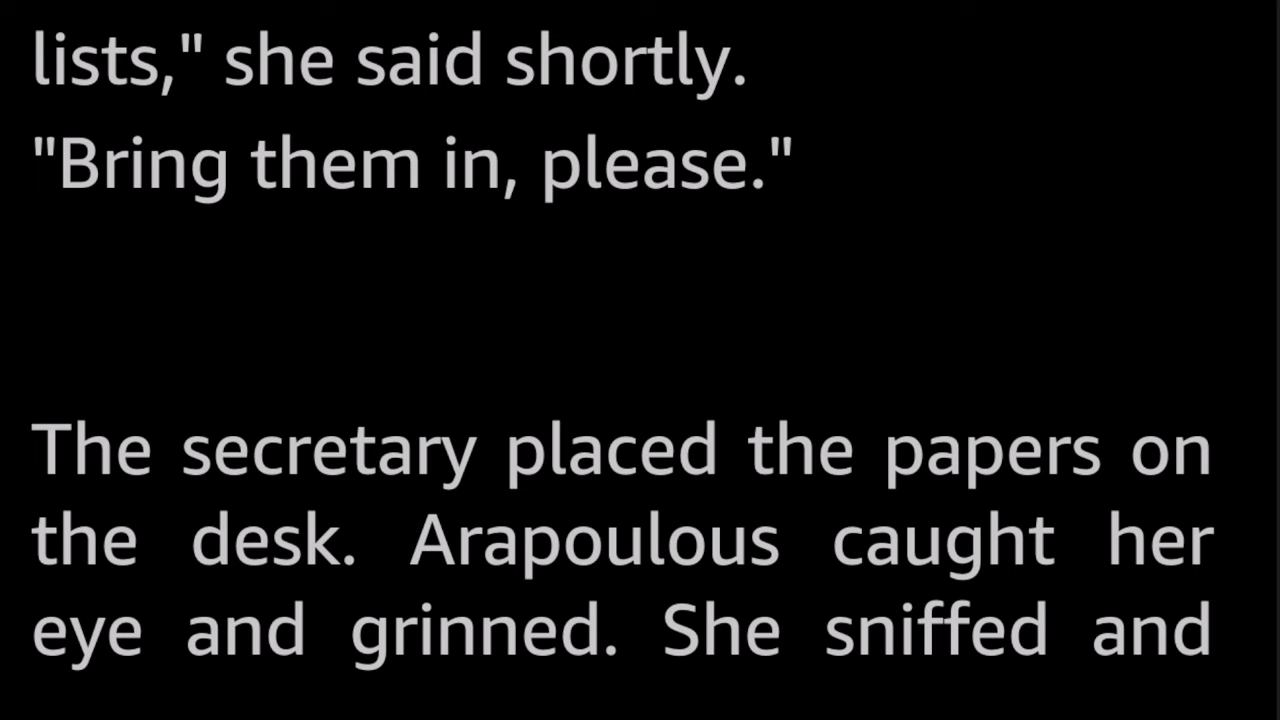 lists," she said shortly.
"Bring them in, please."
The secretary placed the papers on
the desk. Arapoulous caught her
eye and grinned. She sniffed and